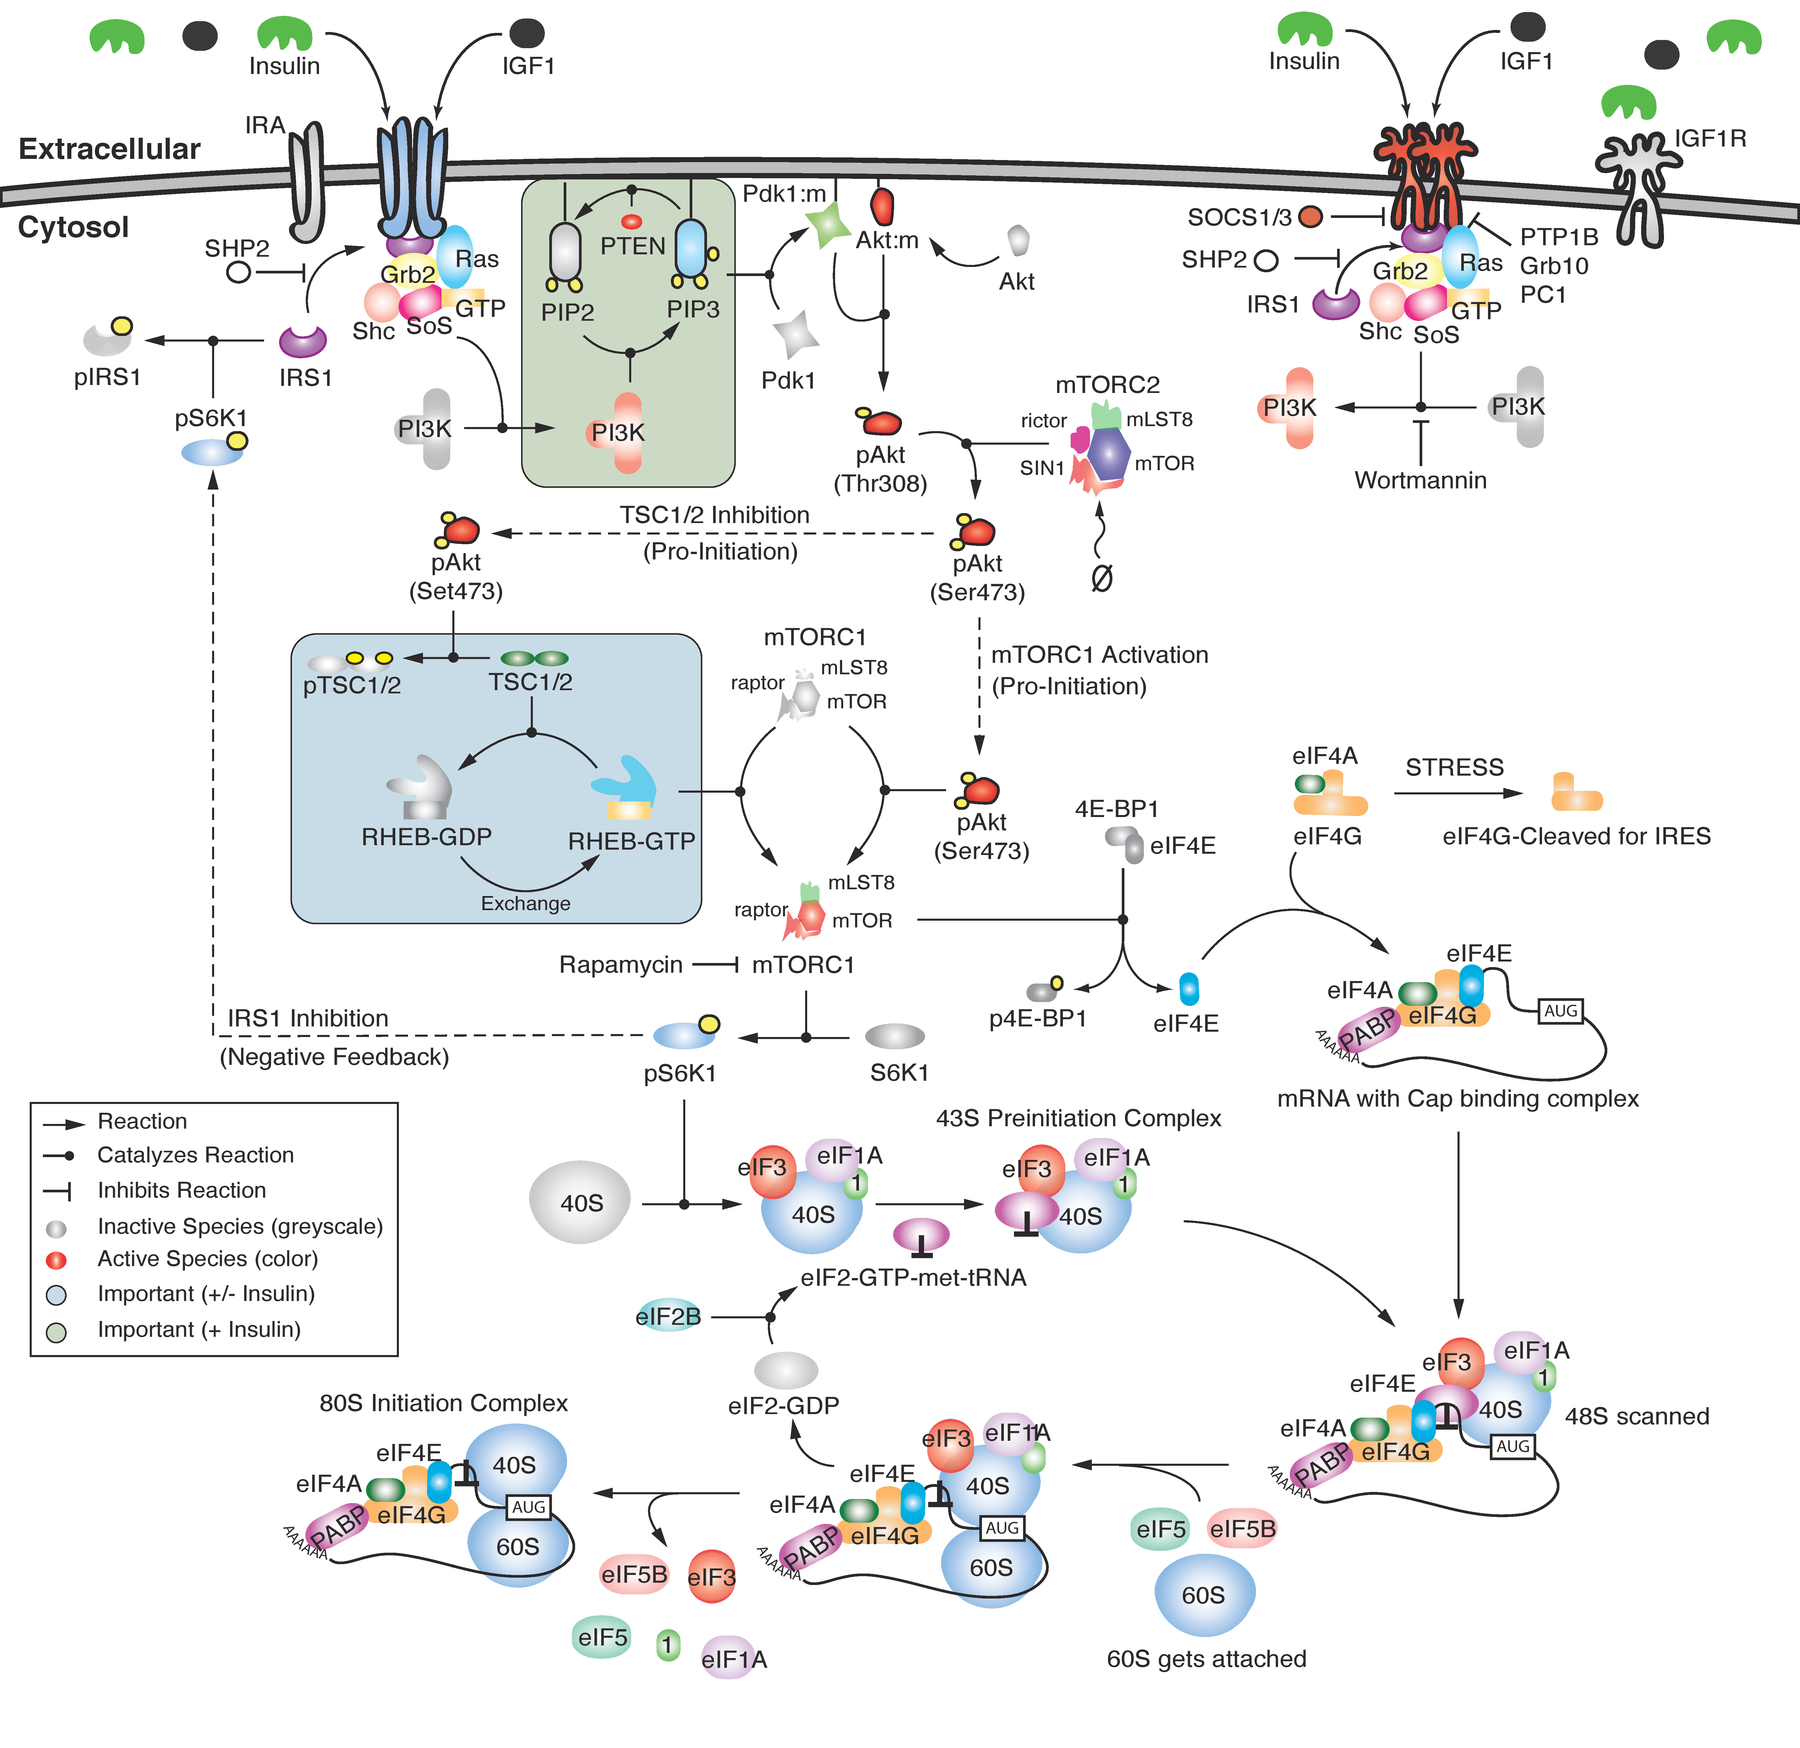 Insulin
IGF1
Insulin
IGF1
IRA
IGF1R
Extracellular
Cytosol
Pdk1:m
SHP2
PTEN
Akt:m
Akt
SOCS1/3
SHP2
PTP1B
Grb10
PC1
Grb2
Ras
GTP
Shc
SoS
PIP2
PIP3
IRS1
Grb2
Ras
GTP
Shc
SoS
pIRS1
IRS1
Pdk1
pS6K1
PI3K
PI3K
mTORC2
rictor
mLST8
SIN1
mTOR
PI3K
PI3K
Wortmannin
pAkt
(Thr308)
TSC1/2 Inhibition
(Pro-Initiation)
pAkt
(Set473)
pAkt
(Ser473)
Ø
mTORC1
mLST8
raptor
mTOR
mTORC1 Activation
(Pro-Initiation)
pTSC1/2
TSC1/2
RHEB-GDP
RHEB-GTP
Exchange
pAkt
(Ser473)
4E-BP1
eIF4E
eIF4A
eIF4G
STRESS
eIF4G-Cleaved for IRES
mLST8
raptor
mTOR
Rapamycin
mTORC1
p4E-BP1
eIF4E
eIF4E
eIF4A
eIF4G
PABP
AAAAAA
AUG
mRNA with Cap binding complex
IRS1 Inhibition
(Negative Feedback)
pS6K1
S6K1
Reaction
Catalyzes Reaction
Inhibits Reaction
Inactive Species (greyscale)
Active Species (color)
Important (+/- Insulin)
Important (+ Insulin)
43S Preinitiation Complex
40S
eIF3
eIF1A
1
40S
eIF3
eIF1A
1
40S
eIF2-GTP-met-tRNA
eIF2B
eIF2-GDP
eIF3
eIF1A
1
eIF4E
40S
eIF4A
eIF4G
PABP
AAAAAA
AUG
48S scanned
80S Initiation Complex
eIF4E
40S
eIF4A
eIF4G
PABP
AAAAAA
AUG
60S
eIF3
eIF1A
1
eIF4E
40S
eIF4A
eIF4G
PABP
AAAAAA
AUG
60S
eIF5
eIF5B
60S
60S gets attached
eIF5B
eIF3
eIF5
1
eIF1A